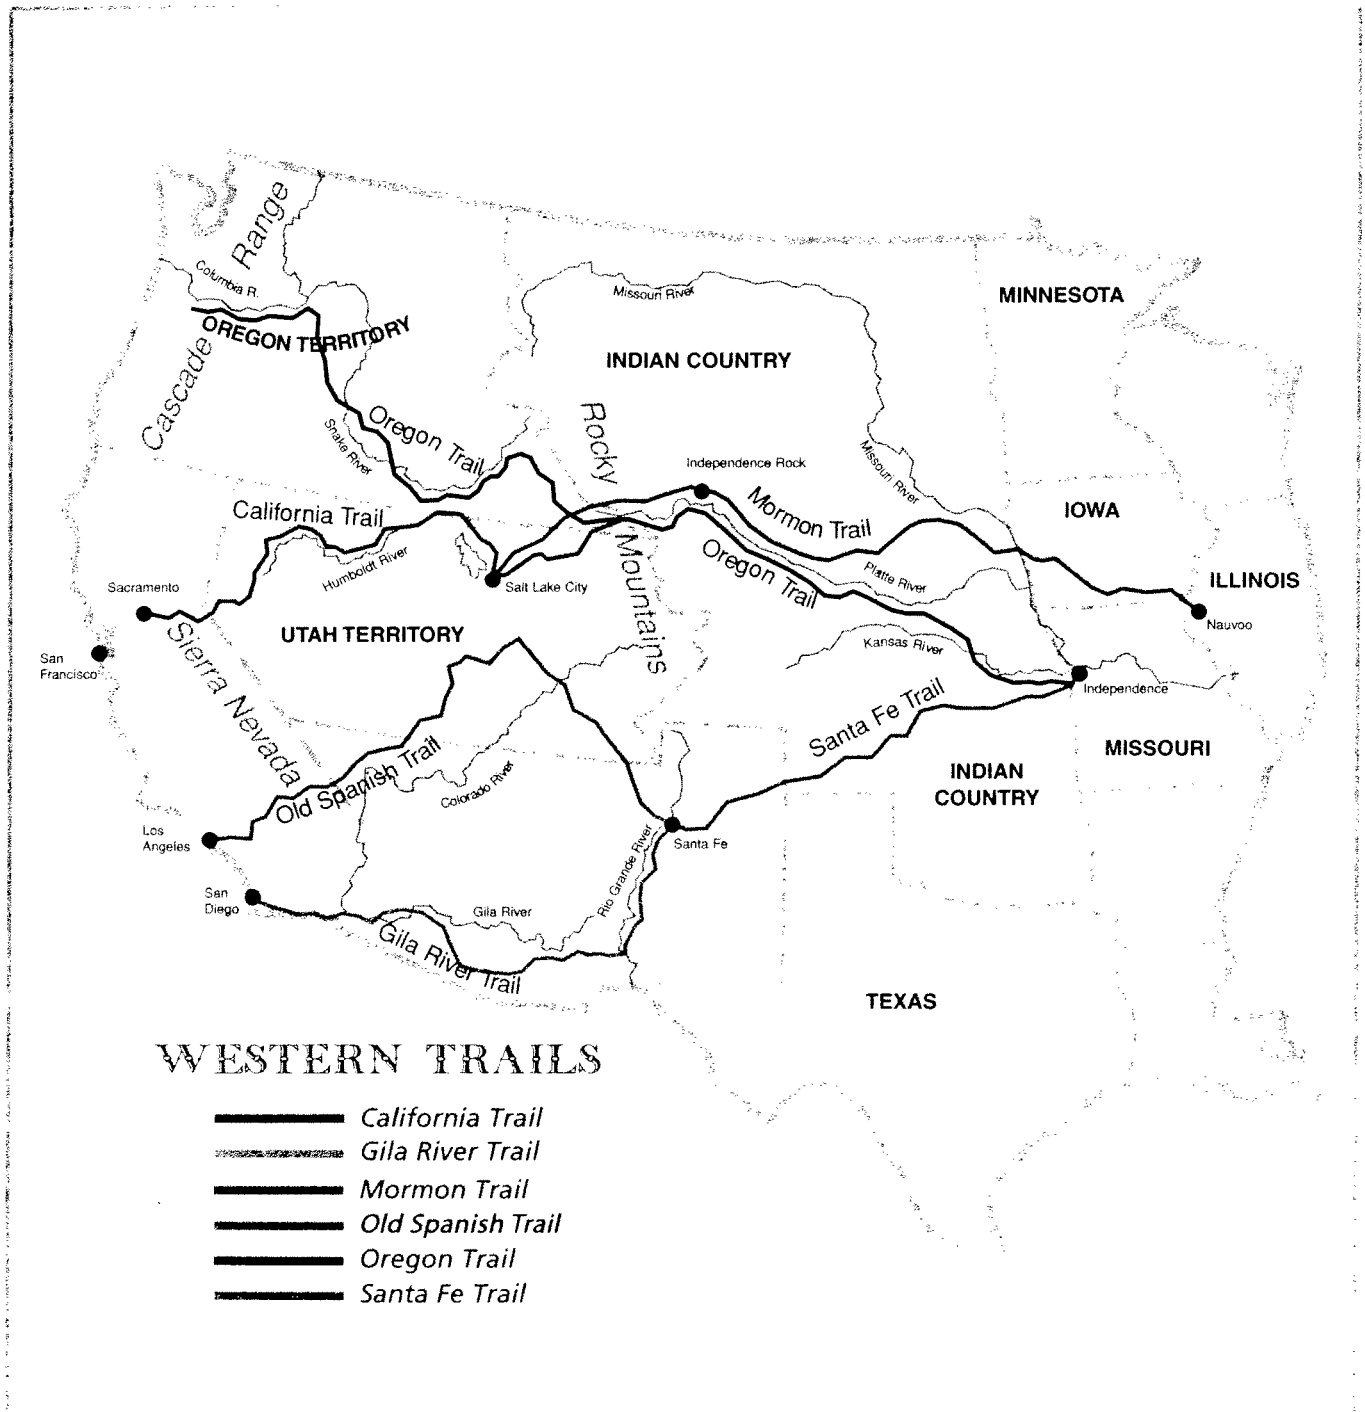 Range
Cascade
Columbia R.
OREGON TERRITORY
Missouri River
MINNESOTA
INDIAN COUNTRY
Rocky
Mountains
Oregon Trail
Snake River
Independence Rock
Missouri River
Mormon Trail
IOWA
California Trail
Humboldt River
Oregon Trail
Platte River
ILLINOIS
Sacramento
Salt Lake City
Nauvoo
UTAH TERRITORY
Sierra Nevada
Kansas River
San
Francisco
Independence
Santa Fe Trail
MISSOURI
INDIAN
COUNTRY
Old Spanish Trail
Colorado River
Los
Angeles
Santa Fe
Rio Grande River
San
Diego
Gila River
Gila River Trail
TEXAS
WESTERN TRAILS
California Trail
Gila River Trail
Mormon Trail
Old Spanish Trail
Oregon Trail
Santa Fe Trail